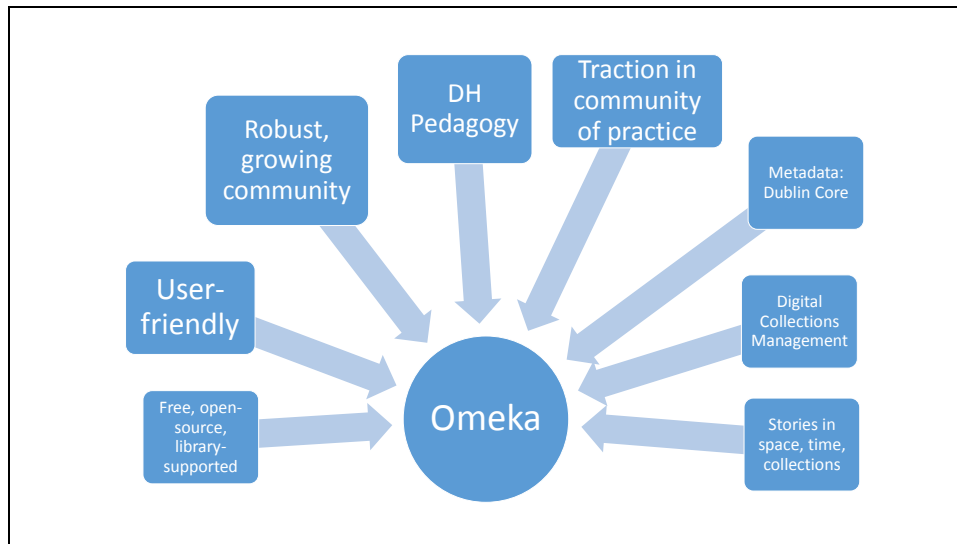 Traction in
community
of practice
DH
Pedagogy
Robust,
growing
community
Metadata:
Dublin Core
User-
friendly
Digital
Collections
Management
Free, open-
source,
library-
supported
Omeka
Stories in
space, time,
collections